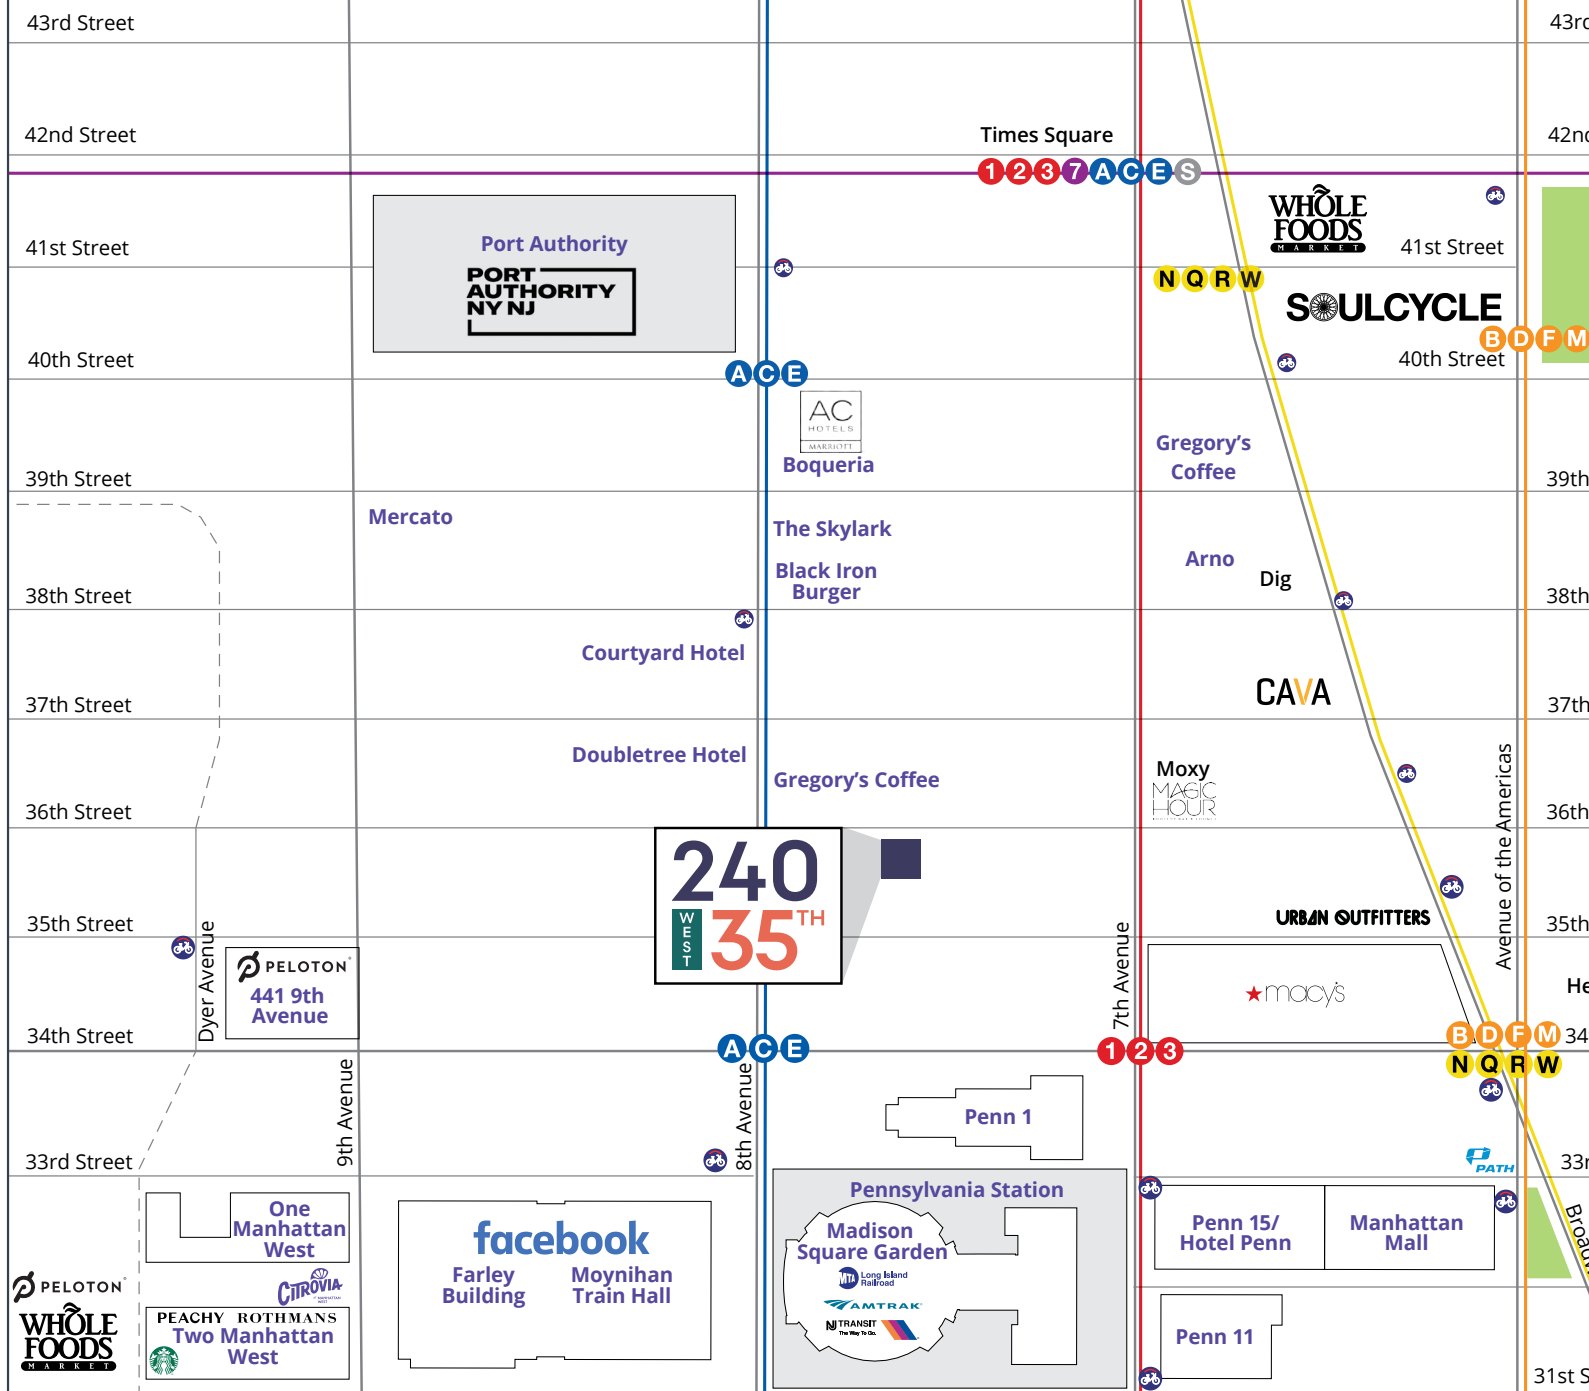 43rd Street
43rd
42nd Street
Times Square
42nd
1 2 3 7 A C E S
WHOLE
FOODS
MARKET
41st Street
Port Authority
41st Street
PORT
AUTHORITY
NY NJ
N Q R W
SOULCYCLE
B D F M
40th Street
40th Street
A C E
AC
HOTELS
MARRIOTT
Boqueria
Gregory's
Coffee
39th Street
39th
Mercato
The Skylark
Black Iron
Burger
Arno
Dig
38th Street
38th
Courtyard Hotel
CAVA
37th Street
37th
Doubletree Hotel
Gregory's Coffee
Moxy
MAGIC
HOUR
36th Street
36th
Avenue of the Americas
240
WEST
35TH
URBAN OUTFITTERS
35th Street
35th
Dyer Avenue
7th Avenue
PELOTON
441 9th
Avenue
macy's
He
34th Street
A C E
1 2 3
B D F M
34
N Q R W
9th Avenue
8th Avenue
Penn 1
33rd Street
PATH
33r
One
Manhattan
West
facebook
Farley
Building
Moynihan
Train Hall
Pennsylvania Station
Madison
Square Garden
MTA Long Island
Railroad
AMTRAK
NJ TRANSIT
The Way To Go.
Penn 15/
Hotel Penn
Manhattan
Mall
Broadw
PELOTON
CITROVIA
WHOLE
FOODS
MARKET
PEACHY ROTHMANS
Two Manhattan
West
Penn 11
31st S